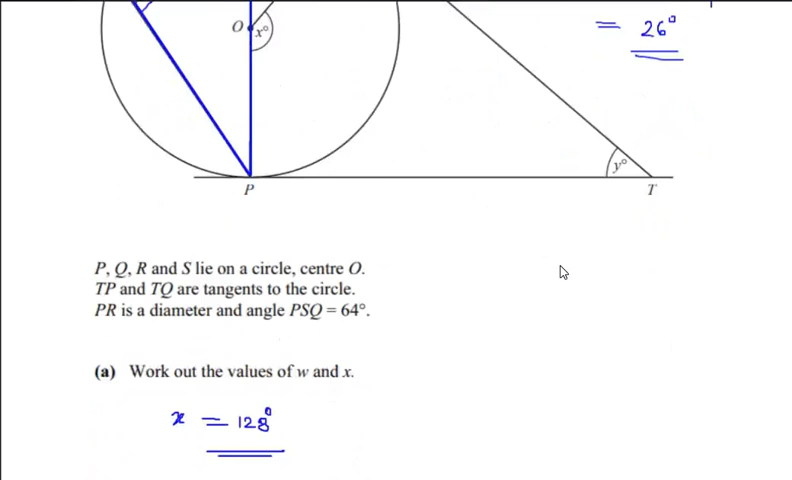 O x°
= 26°
y°
P T
P, Q, R and S lie on a circle, centre O.
TP and TQ are tangents to the circle.
PR is a diameter and angle PSQ = 64°.
(a) Work out the values of w and x.
x = 128°